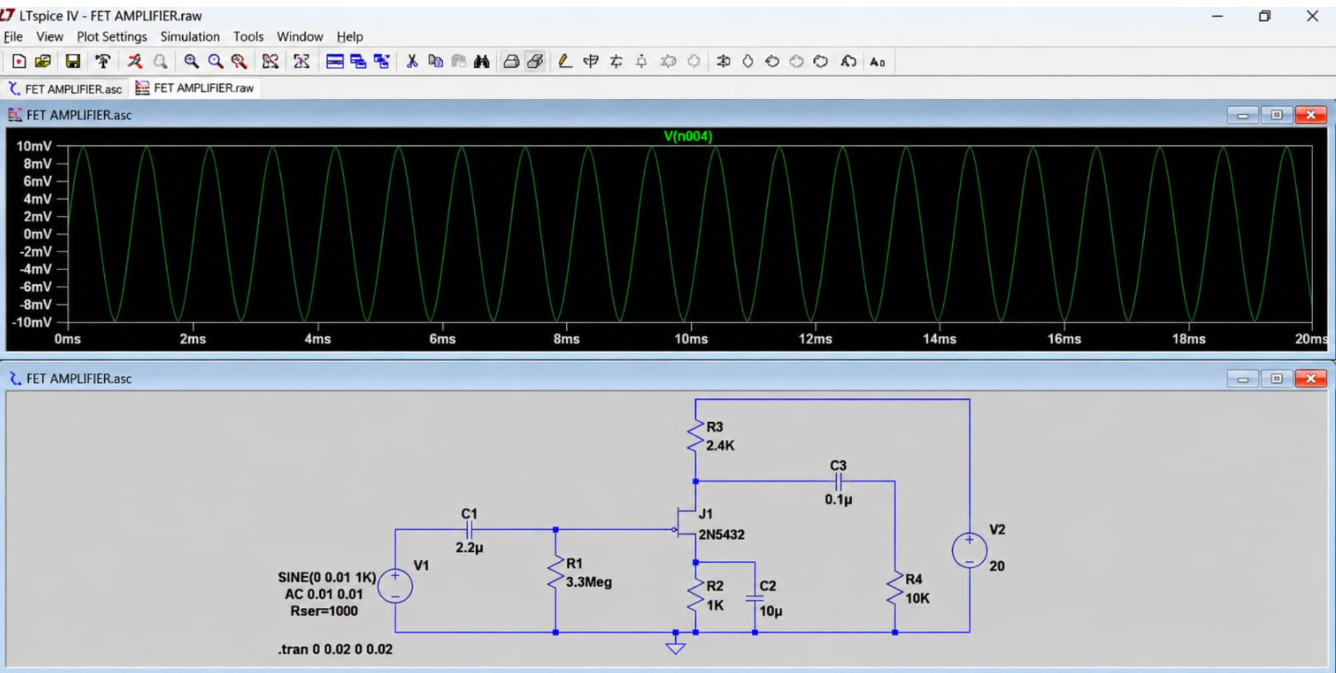 LTspice IV - FET AMPLIFIER.raw
File View Plot Settings Simulation Tools Window Help
FET AMPLIFIER.asc FET AMPLIFIER.raw
FET AMPLIFIER.asc
V(n004)
10mV
8mV
6mV
4mV
2mV
0mV
-2mV
-4mV
-6mV
-8mV
-10mV
0ms 2ms 4ms 6ms 8ms 10ms 12ms 14ms 16ms 18ms 20ms
FET AMPLIFIER.asc
R3
2.4K
C3
0.1µ
C1
2.2µ
J1
2N5432
V2
20
V1
SINE(0 0.01 1K)
AC 0.01 0.01
Rser=1000
R1
3.3Meg
R2
1K
C2
10µ
R4
10K
.tran 0 0.02 0 0.02